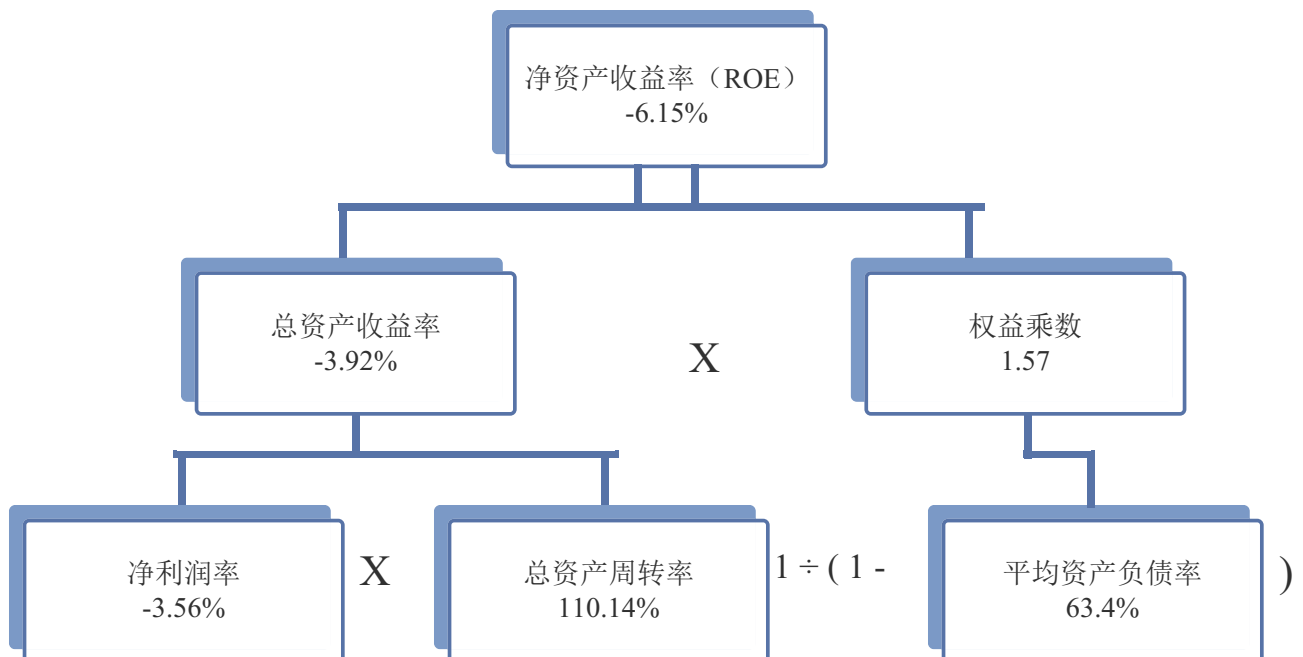 净资产收益率（ROE）
-6.15%
总资产收益率
-3.92%
X
权益乘数
1.57
净利润率
-3.56%
X
总资产周转率
110.14%
1 ÷ ( 1 -
平均资产负债率
63.4%
)